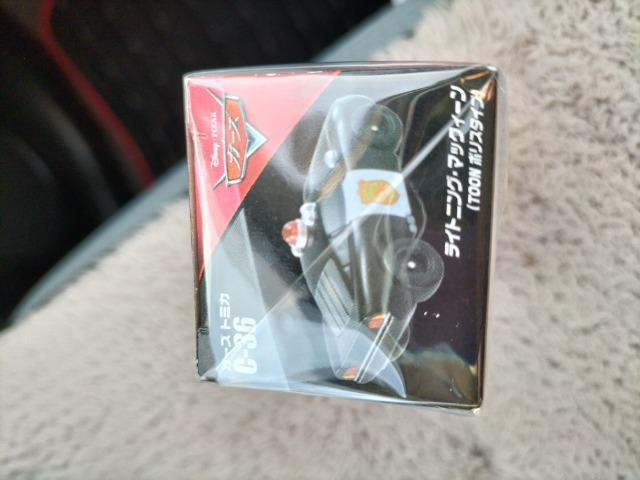 Disney PIXAR
カーズ
カーズ トミカ
C-36
ライトニング・マックィーン
(TOON ポリスタイプ)